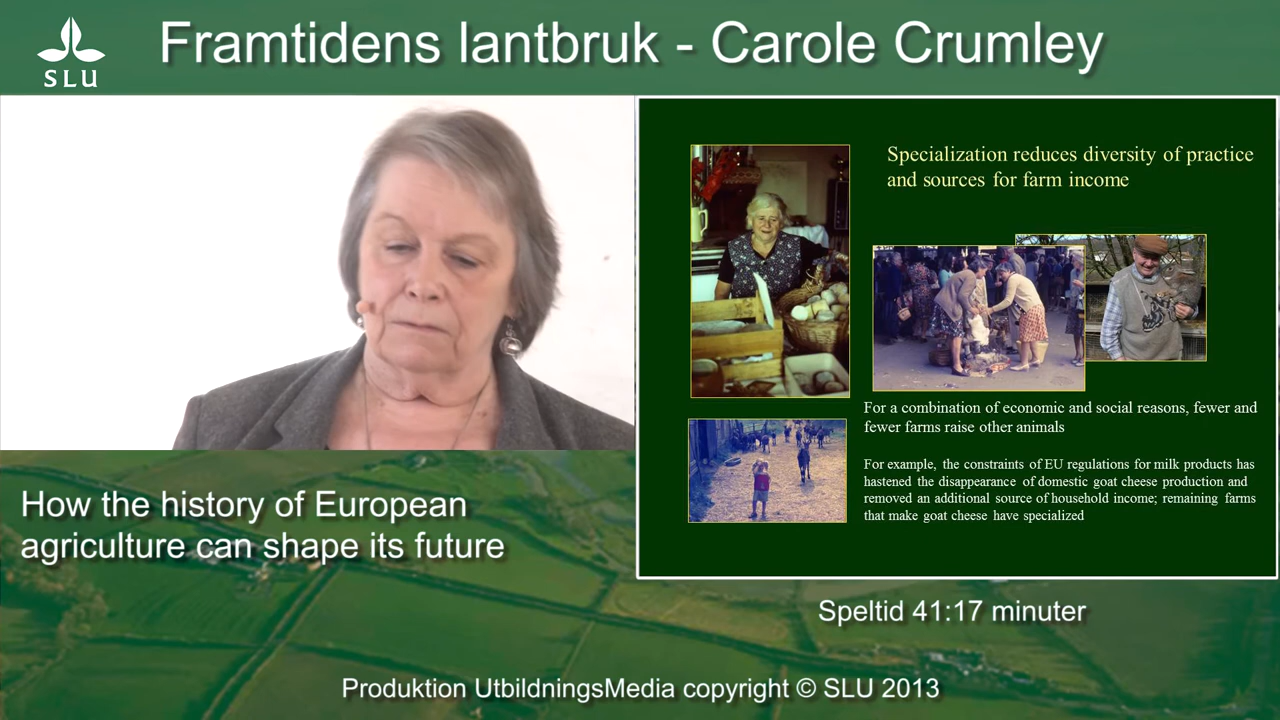 SLU
Framtidens lantbruk - Carole Crumley
Specialization reduces diversity of practice
and sources for farm income
For a combination of economic and social reasons, fewer and
fewer farms raise other animals
For example, the constraints of EU regulations for milk products has
hastened the disappearance of domestic goat cheese production and
removed an additional source of household income; remaining farms
that make goat cheese have specialized
How the history of European
agriculture can shape its future
Speltid 41:17 minuter
Produktion UtbildningsMedia copyright © SLU 2013